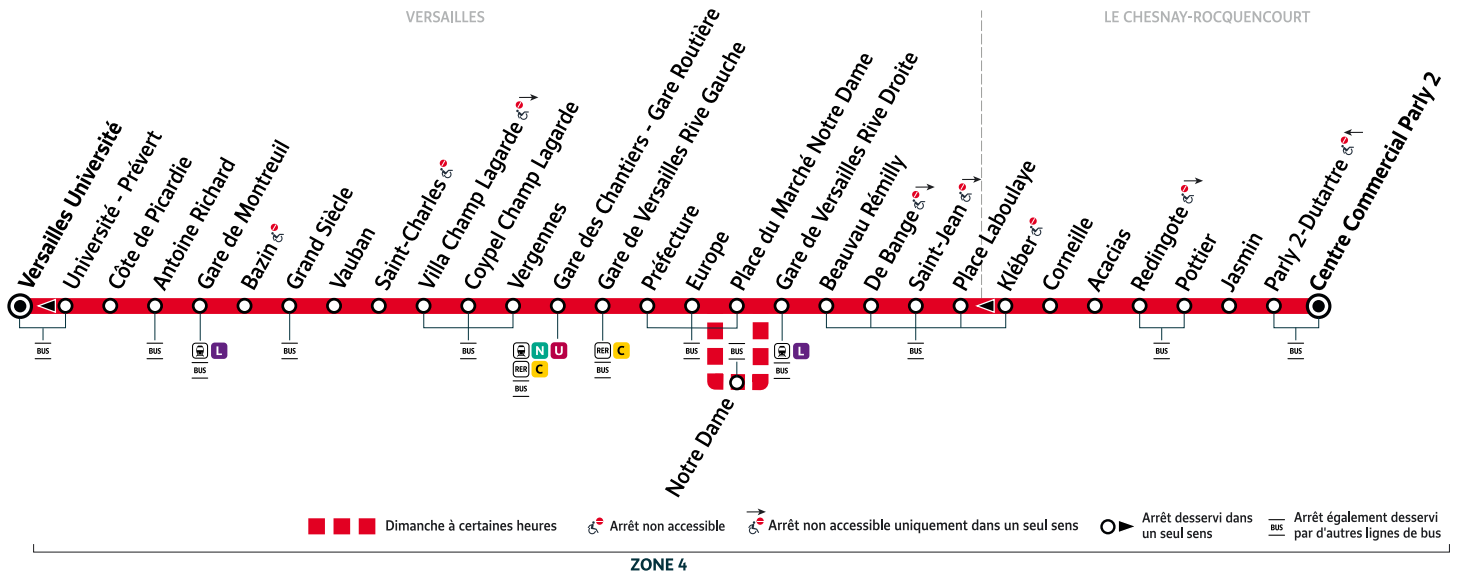 VERSAILLES
LE CHESNAY-ROCQUENCOURT
Versailles Université
Université - Prévert
Côte de Picardie
Antoine Richard
Gare de Montreuil
Bazin
Grand Siècle
Vauban
Saint-Charles
Villa Champ Lagarde
Coypel Champ Lagarde
Vergennes
Gare des Chantiers - Gare Routière
Gare de Versailles Rive Gauche
Préfecture
Europe
Place du Marché Notre Dame
Gare de Versailles Rive Droite
Beauvau Rémilly
De Bange
Saint-Jean
Place Laboulaye
Kléber
Corneille
Acacias
Redingote
Pottier
Jasmin
Parly 2-Dutartre
Centre Commercial Parly 2
BUS
BUS
L
BUS
BUS
BUS
N U
RER C
BUS
RER C
BUS
BUS
BUS
L
BUS
BUS
BUS
BUS
Notre Dame
Dimanche à certaines heures
Arrêt non accessible
Arrêt non accessible uniquement dans un seul sens
Arrêt desservi dans
un seul sens
BUS
Arrêt également desservi
par d'autres lignes de bus
ZONE 4